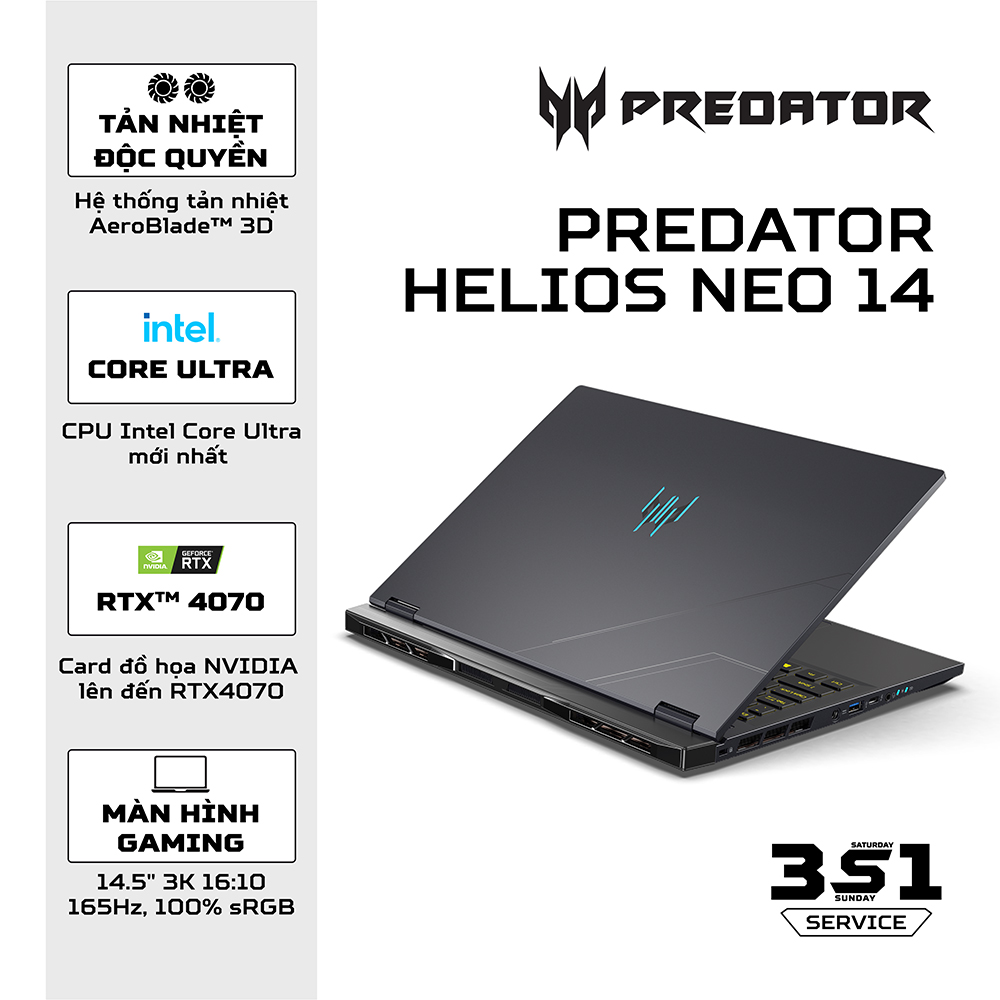 TẢN NHIỆT
ĐỘC QUYỀN
Hệ thống tản nhiệt
AeroBlade™ 3D
intel.
CORE ULTRA
CPU Intel Core Ultra
mới nhất
NVIDIA
GEFORCE
RTX
RTX™ 4070
Card đồ họa NVIDIA
lên đến RTX4070
MÀN HÌNH
GAMING
14.5" 3K 16:10
165Hz, 100% sRGB
PREDATOR
PREDATOR
HELIOS NEO 14
SATURDAY
3S1
SUNDAY
SERVICE